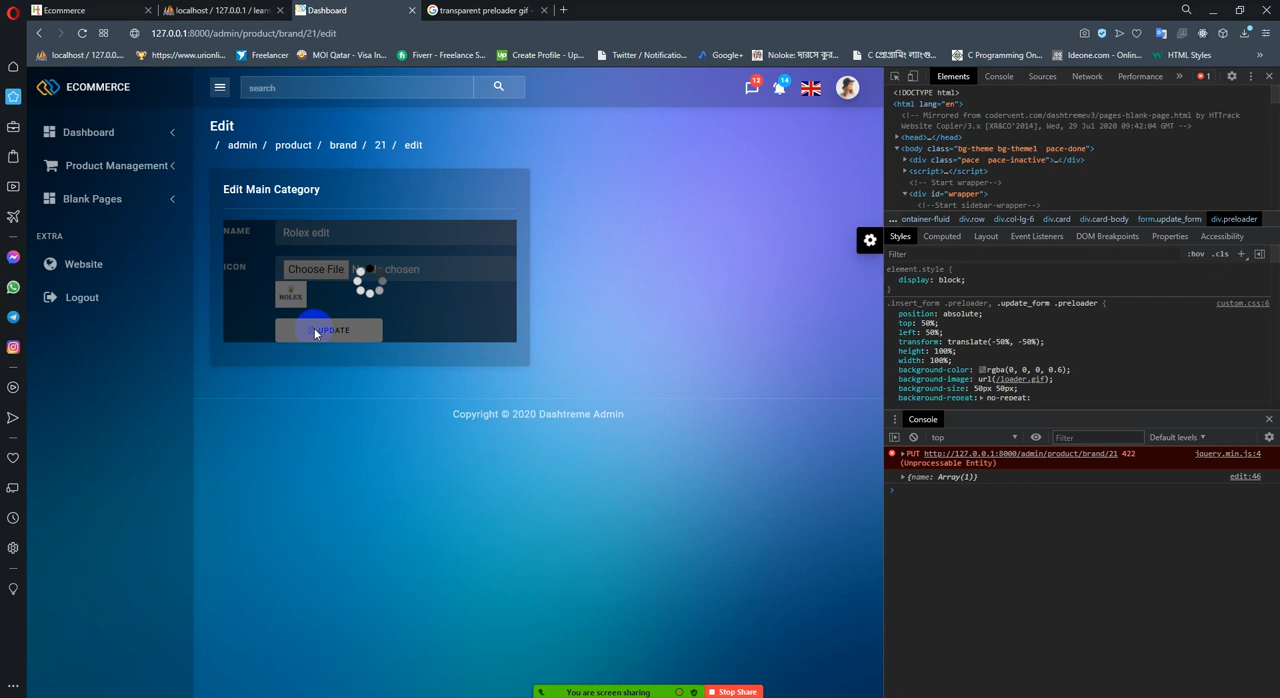 Ecommerce
localhost / 127.0.0.1 / learn
Dashboard
transparent preloader gif -
127.0.0.1:8000/admin/product/brand/21/edit
localhost / 127.0.0....
https://www.urionli...
Freelancer
MOI Qatar - Visa In...
Fiverr - Freelance S...
Create Profile - Up...
Twitter / Notificatio...
Google+
C Programming On...
Ideone.com - Onlin...
HTML Styles
ECOMMERCE
search
12
14
Dashboard
Product Management
Blank Pages
EXTRA
Website
Logout
Edit
/ admin / product / brand / 21 / edit
Edit Main Category
NAME
Rolex edit
ICON
Choose File
chosen
ROLEX
UPDATE
Copyright © 2020 Dashtreme Admin
You are screen sharing
Stop Share
Elements
Console
Sources
Network
Performance
1
<!DOCTYPE html>
<html lang="en">
<!-- Mirrored from codervent.com/dashtremev3/pages-blank-page.html by HTTrack
Website Copier/3.x [XR&CO'2014], Wed, 29 Jul 2020 09:42:04 GMT -->
<head>…</head>
<body class="bg-theme bg-theme1  pace-done">
<div class="pace  pace-inactive">…</div>
<script>…</script>
<!-- Start wrapper-->
<div id="wrapper">
<!--Start sidebar-wrapper-->
... ontainer-fluid div.row div.col-lg-6 div.card div.card-body form.update_form div.preloader
Styles
Computed
Layout
Event Listeners
DOM Breakpoints
Properties
Accessibility
Filter
:hov .cls
element.style {
display: block;
}
.insert_form .preloader, .update_form .preloader {
custom.css:6
position: absolute;
top: 50%;
left: 50%;
transform: translate(-50%, -50%);
height: 100%;
width: 100%;
background-color: rgba(0, 0, 0, 0.6);
background-image: url(/loader.gif);
background-size: 50px 50px;
background-repeat: no-repeat;
Console
top
Filter
Default levels
PUT http://127.0.0.1:8000/admin/product/brand/21 422
(Unprocessable Entity)
jquery.min.js:4
{name: Array(1)}
edit:46